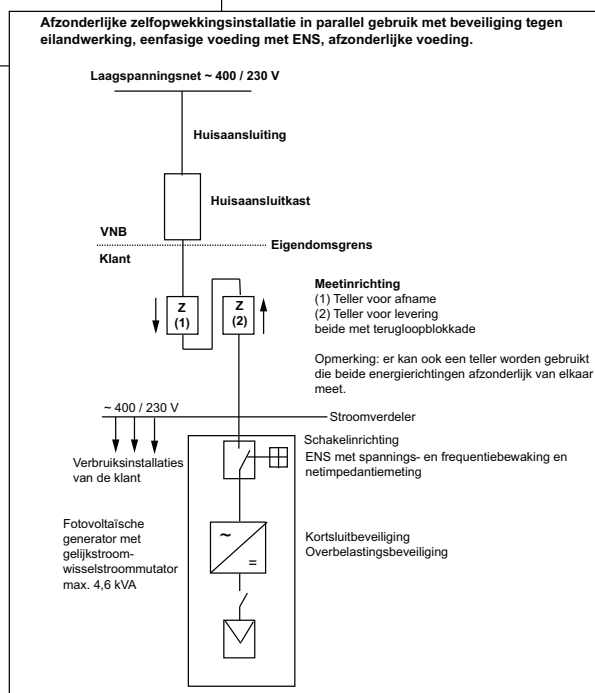 Afzonderlijke zelfopwekkingsinstallatie in parallel gebruik met beveiliging tegen
eilandwerking, eenfasige voeding met ENS, afzonderlijke voeding.
Laagspanningsnet ~ 400 / 230 V
Huisaansluiting
Huisaansluitkast
VNB
Eigendomsgrens
Klant
Meetinrichting
(1) Teller voor afname
(2) Teller voor levering
beide met terugloopblokkade
Z
(1)
Z
(2)
Opmerking: er kan ook een teller worden gebruikt
die beide energierichtingen afzonderlijk van elkaar
meet.
~ 400 / 230 V
Stroomverdeler
Verbruiksinstallaties
van de klant
Schakelinrichting
ENS met spannings- en frequentiebewaking en
netimpedantiemeting
Fotovoltaïsche
generator met
gelijkstroom-
wisselstroommutator
max. 4,6 kVA
~
=
Kortsluitbeveiliging
Overbelastingsbeveiliging